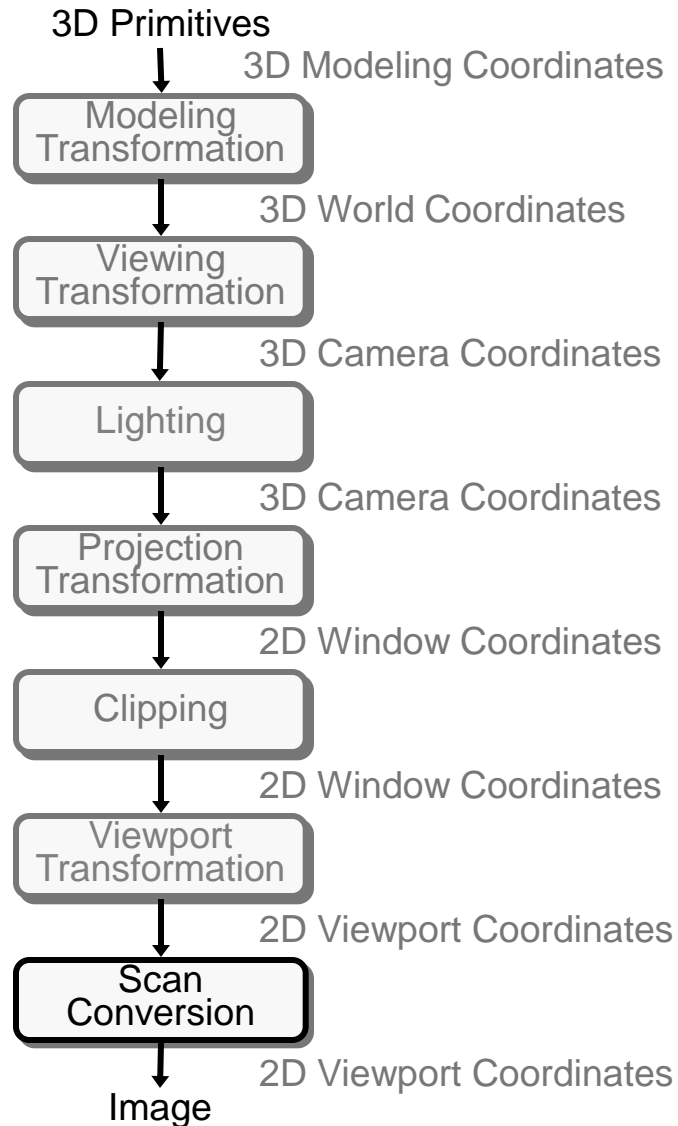 3D Primitives
3D Modeling Coordinates
Modeling
Transformation
3D World Coordinates
Viewing
Transformation
3D Camera Coordinates
Lighting
3D Camera Coordinates
Projection
Transformation
2D Window Coordinates
Clipping
2D Window Coordinates
Viewport
Transformation
2D Viewport Coordinates
Scan
Conversion
2D Viewport Coordinates
Image